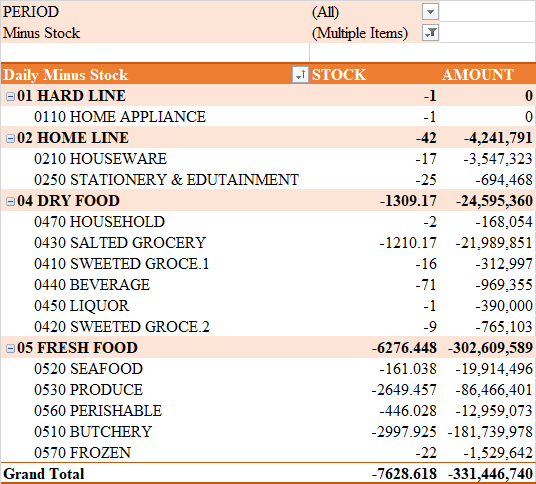 PERIOD (All)
Minus Stock (Multiple Items)
Daily Minus Stock STOCK AMOUNT
01 HARD LINE -1 0
0110 HOME APPLIANCE -1 0
02 HOME LINE -42 -4,241,791
0210 HOUSEWARE -17 -3,547,323
0250 STATIONERY & EDUTAINMENT -25 -694,468
04 DRY FOOD -1309.17 -24,595,360
0470 HOUSEHOLD -2 -168,054
0430 SALTED GROCERY -1210.17 -21,989,851
0410 SWEETED GROCE.1 -16 -312,997
0440 BEVERAGE -71 -969,355
0450 LIQUOR -1 -390,000
0420 SWEETED GROCE.2 -9 -765,103
05 FRESH FOOD -6276.448 -302,609,589
0520 SEAFOOD -161.038 -19,914,496
0530 PRODUCE -2649.457 -86,466,401
0560 PERISHABLE -446.028 -12,959,073
0510 BUTCHERY -2997.925 -181,739,978
0570 FROZEN -22 -1,529,642
Grand Total -7628.618 -331,446,740